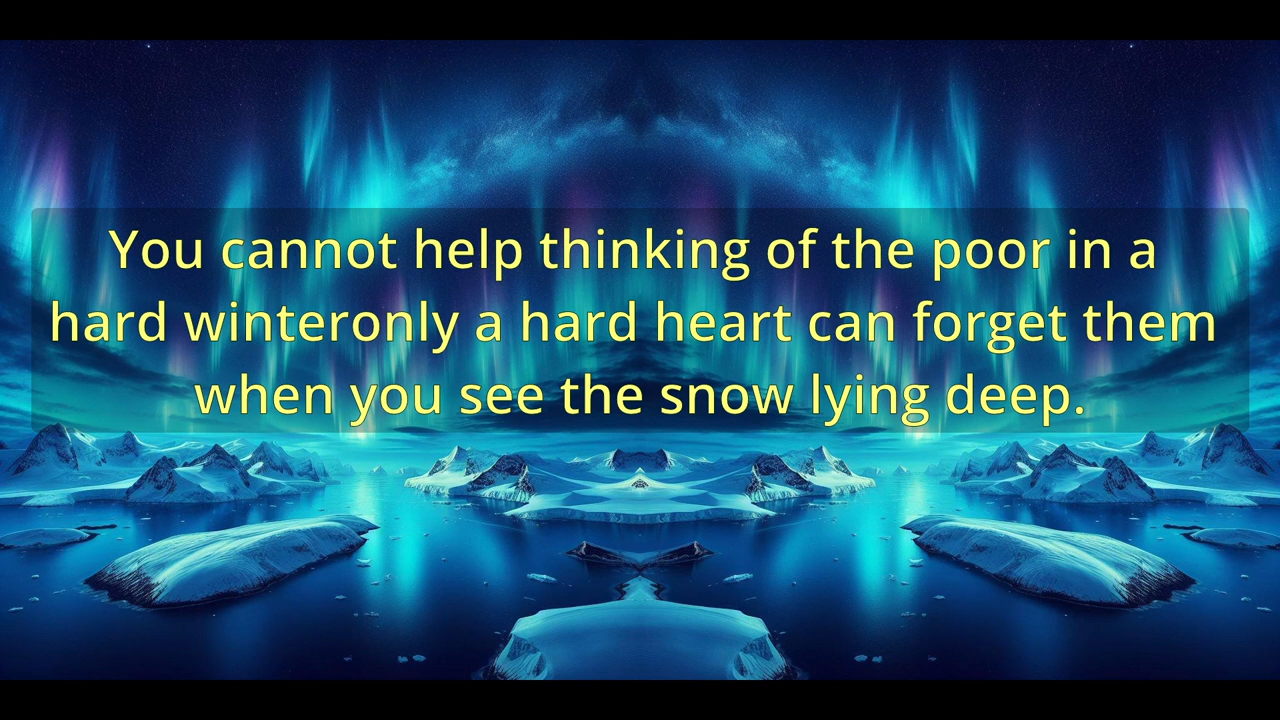 You cannot help thinking of the poor in a
hard winteronly a hard heart can forget them
when you see the snow lying deep.